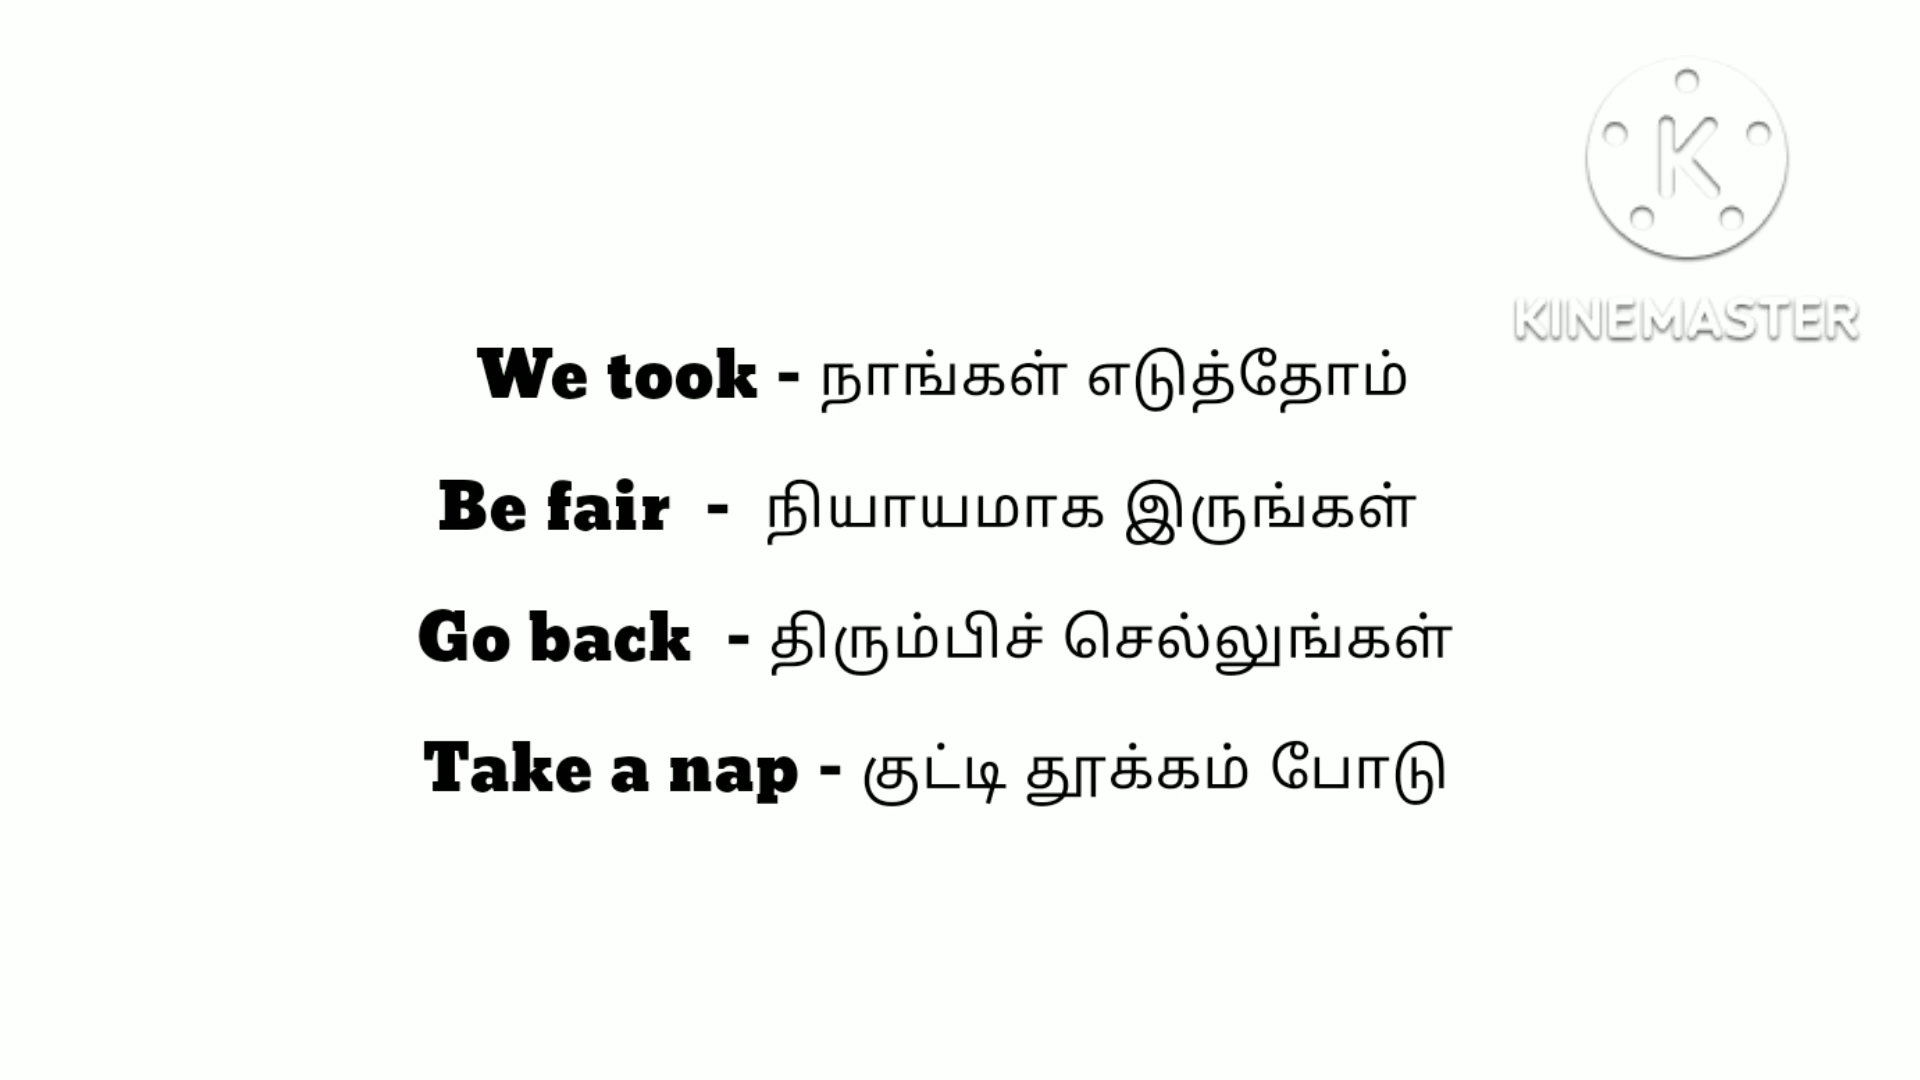 K
KINEMASTER
We took - நாங்கள் எடுத்தோம்
Be fair - நியாயமாக இருங்கள்
Go back - திரும்பிச் செல்லுங்கள்
Take a nap - குட்டி தூக்கம் போடு